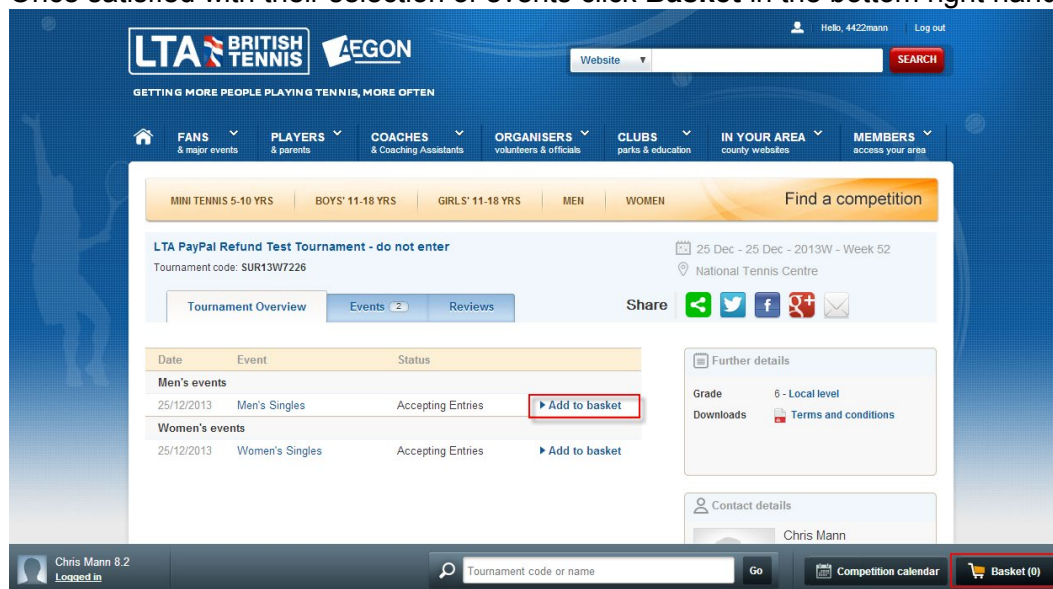 Once satisfied with their selection of events click Basket in the bottom right hand
Hello, 4422mann Log out
LTA BRITISH TENNIS AEGON
Website SEARCH
GETTING MORE PEOPLE PLAYING TENNIS, MORE OFTEN
FANS PLAYERS COACHES ORGANISERS CLUBS IN YOUR AREA MEMBERS
& major events & parents & Coaching Assistants volunteers & officials parks & education county websites access your area
MINI TENNIS 5-10 YRS BOYS' 11-18 YRS GIRLS' 11-18 YRS MEN WOMEN Find a competition
LTA PayPal Refund Test Tournament - do not enter
Tournament code: SUR13W7226
25 Dec - 25 Dec - 2013W - Week 52
National Tennis Centre
Tournament Overview Events 2 Reviews Share
Date Event Status
Men's events
25/12/2013 Men's Singles Accepting Entries Add to basket
Women's events
25/12/2013 Women's Singles Accepting Entries Add to basket
Further details
Grade 6 - Local level
Downloads Terms and conditions
Contact details
Chris Mann
Chris Mann 8.2
Logged in
Tournament code or name Go Competition calendar Basket (0)